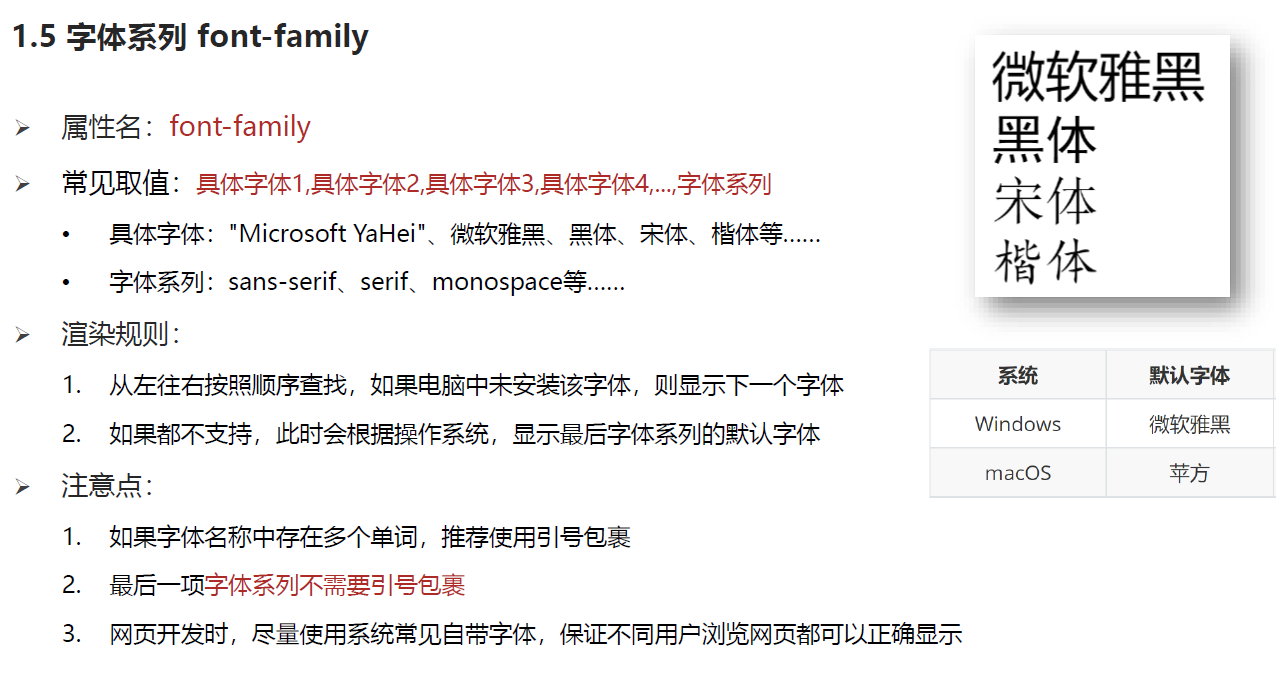 1.5 字体系列 font-family
➢ 属性名：font-family
➢ 常见取值：具体字体1,具体字体2,具体字体3,具体字体4,...,字体系列
• 具体字体："Microsoft YaHei"、微软雅黑、黑体、宋体、楷体等......
• 字体系列：sans-serif、serif、monospace等......
➢ 渲染规则：
1. 从左往右按照顺序查找，如果电脑中未安装该字体，则显示下一个字体
2. 如果都不支持，此时会根据操作系统，显示最后字体系列的默认字体
➢ 注意点：
1. 如果字体名称中存在多个单词，推荐使用引号包裹
2. 最后一项字体系列不需要引号包裹
3. 网页开发时，尽量使用系统常见自带字体，保证不同用户浏览网页都可以正确显示
微软雅黑
黑体
宋体
楷体
系统 默认字体
Windows 微软雅黑
macOS 苹方